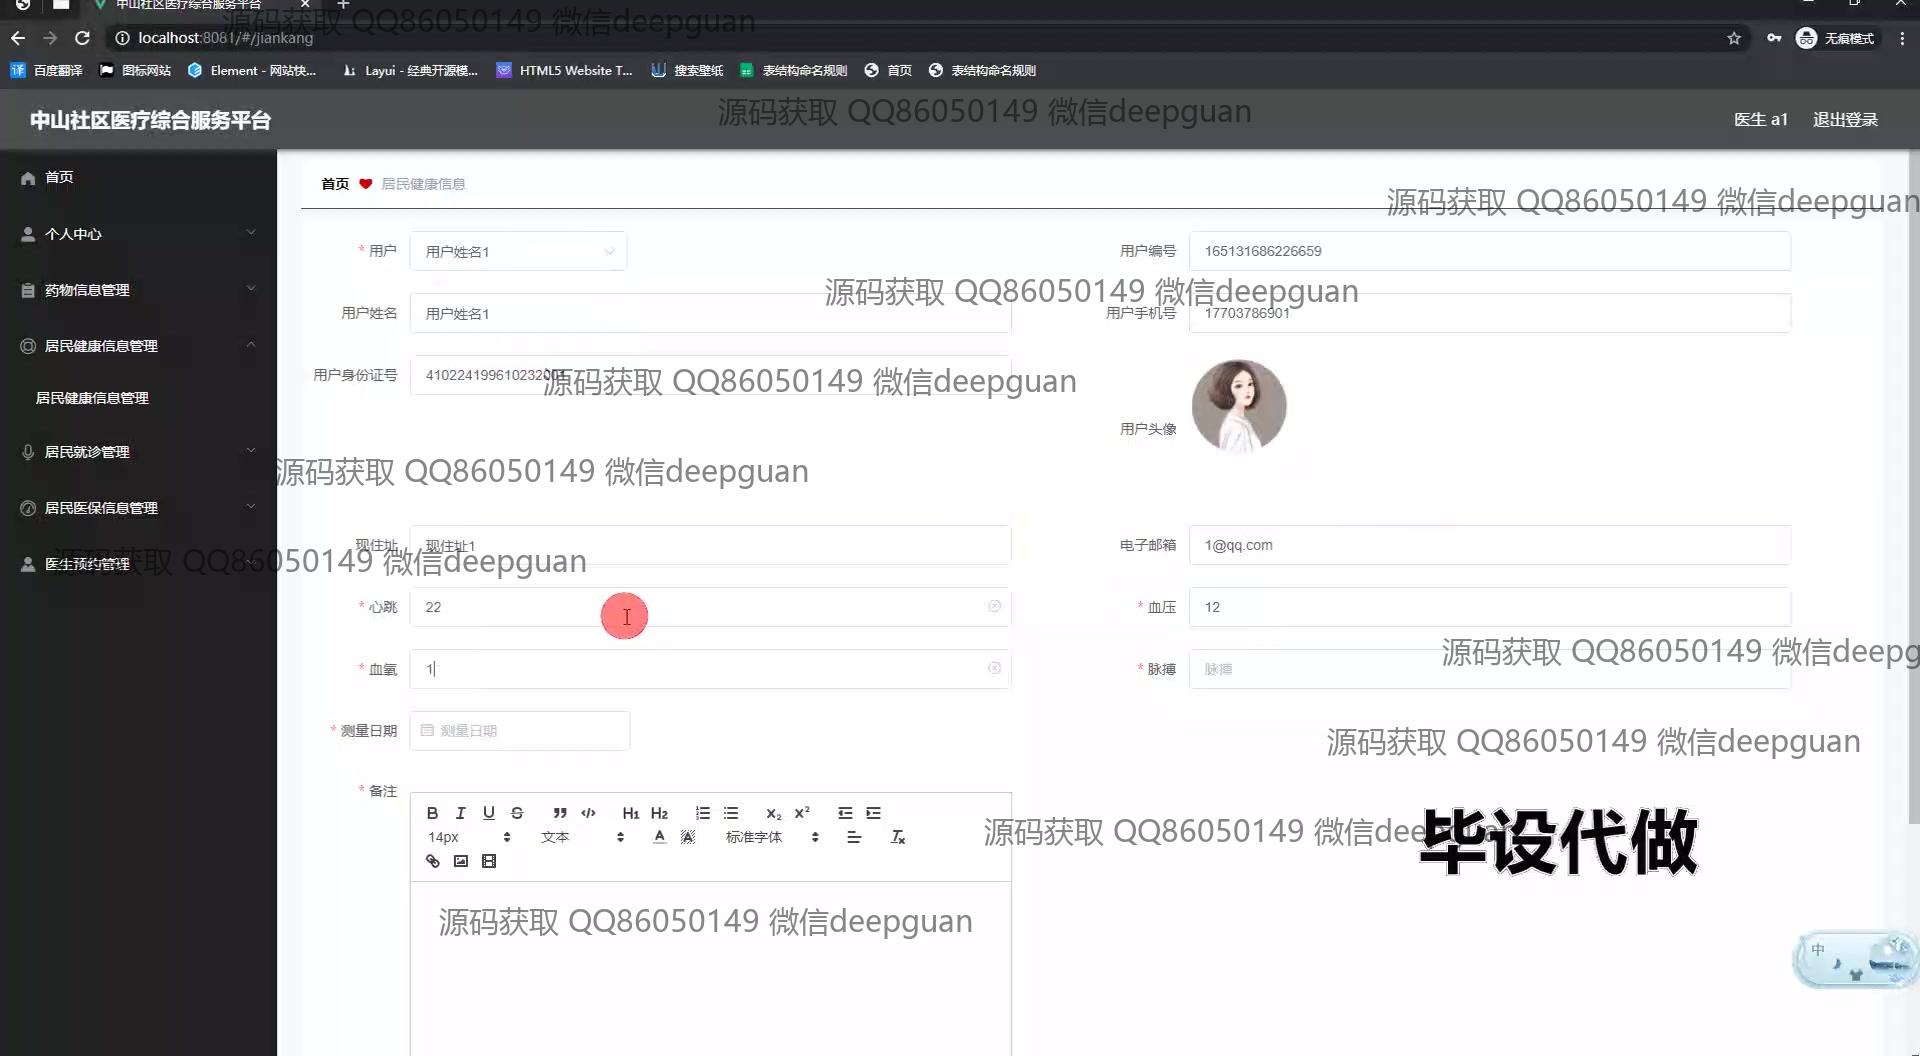 中山社区医疗综合服务平台
源码获取 QQ86050149 微信deepguan
localhost:8081/#/jiankang
无痕模式
百度翻译
图标网站
Element - 网站快...
Layui - 经典开源模...
HTML5 Website T...
搜索壁纸
表结构命名规则
首页
表结构命名规则
中山社区医疗综合服务平台
源码获取 QQ86050149 微信deepguan
医生 a1
退出登录
首页
个人中心
药物信息管理
居民健康信息管理
居民健康信息管理
居民就诊管理
居民医保信息管理
医生预约管理
首页 居民健康信息
源码获取 QQ86050149 微信deepguan
* 用户 用户姓名1
用户编号 165131686226659
源码获取 QQ86050149 微信deepguan
用户姓名 用户姓名1
用户手机号 17703786901
用户身份证号 410224199610232001
源码获取 QQ86050149 微信deepguan
用户头像
源码获取 QQ86050149 微信deepguan
现住址 现住址1
电子邮箱 1@qq.com
源码获取 QQ86050149 微信deepguan
* 心跳 22
* 血压 12
源码获取 QQ86050149 微信deepg
* 血氧 1
* 脉搏 脉搏
* 测量日期 测量日期
源码获取 QQ86050149 微信deepguan
* 备注
B I U S H1 H2 X2 X2
14px 文本 A A 标准字体 Tx
源码获取 QQ86050149 微信deepguan
毕设代做
源码获取 QQ86050149 微信deepguan
中